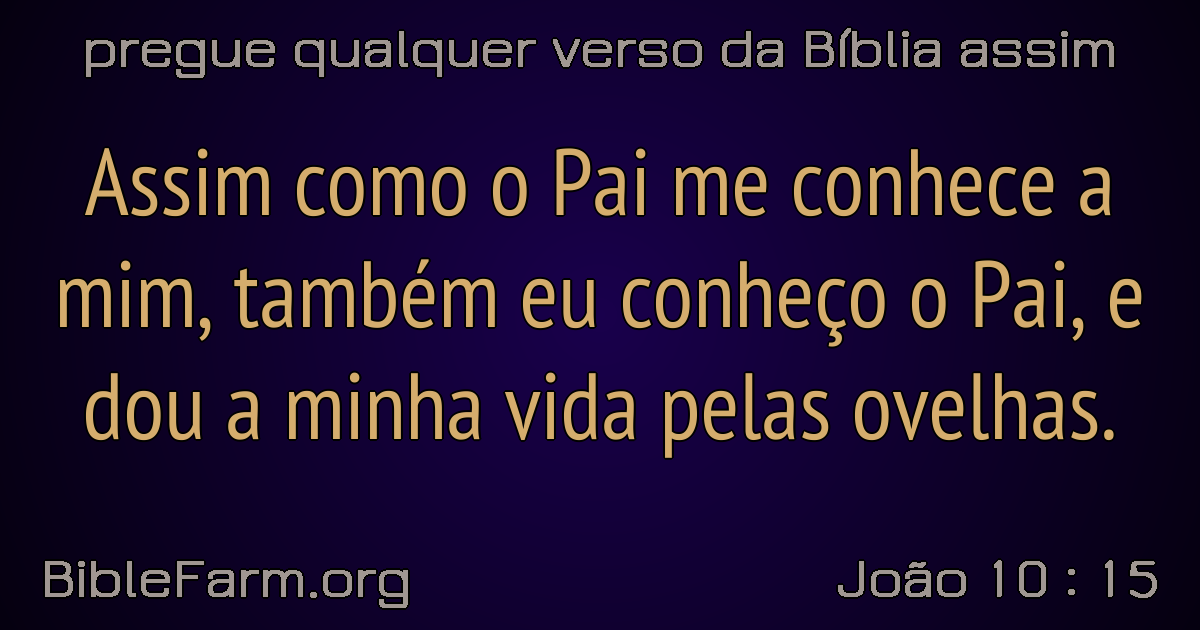 pregue qualquer verso da Bíblia assim
Assim como o Pai me conhece a
mim, também eu conheço o Pai, e
dou a minha vida pelas ovelhas.
BibleFarm.org
João 10 : 15